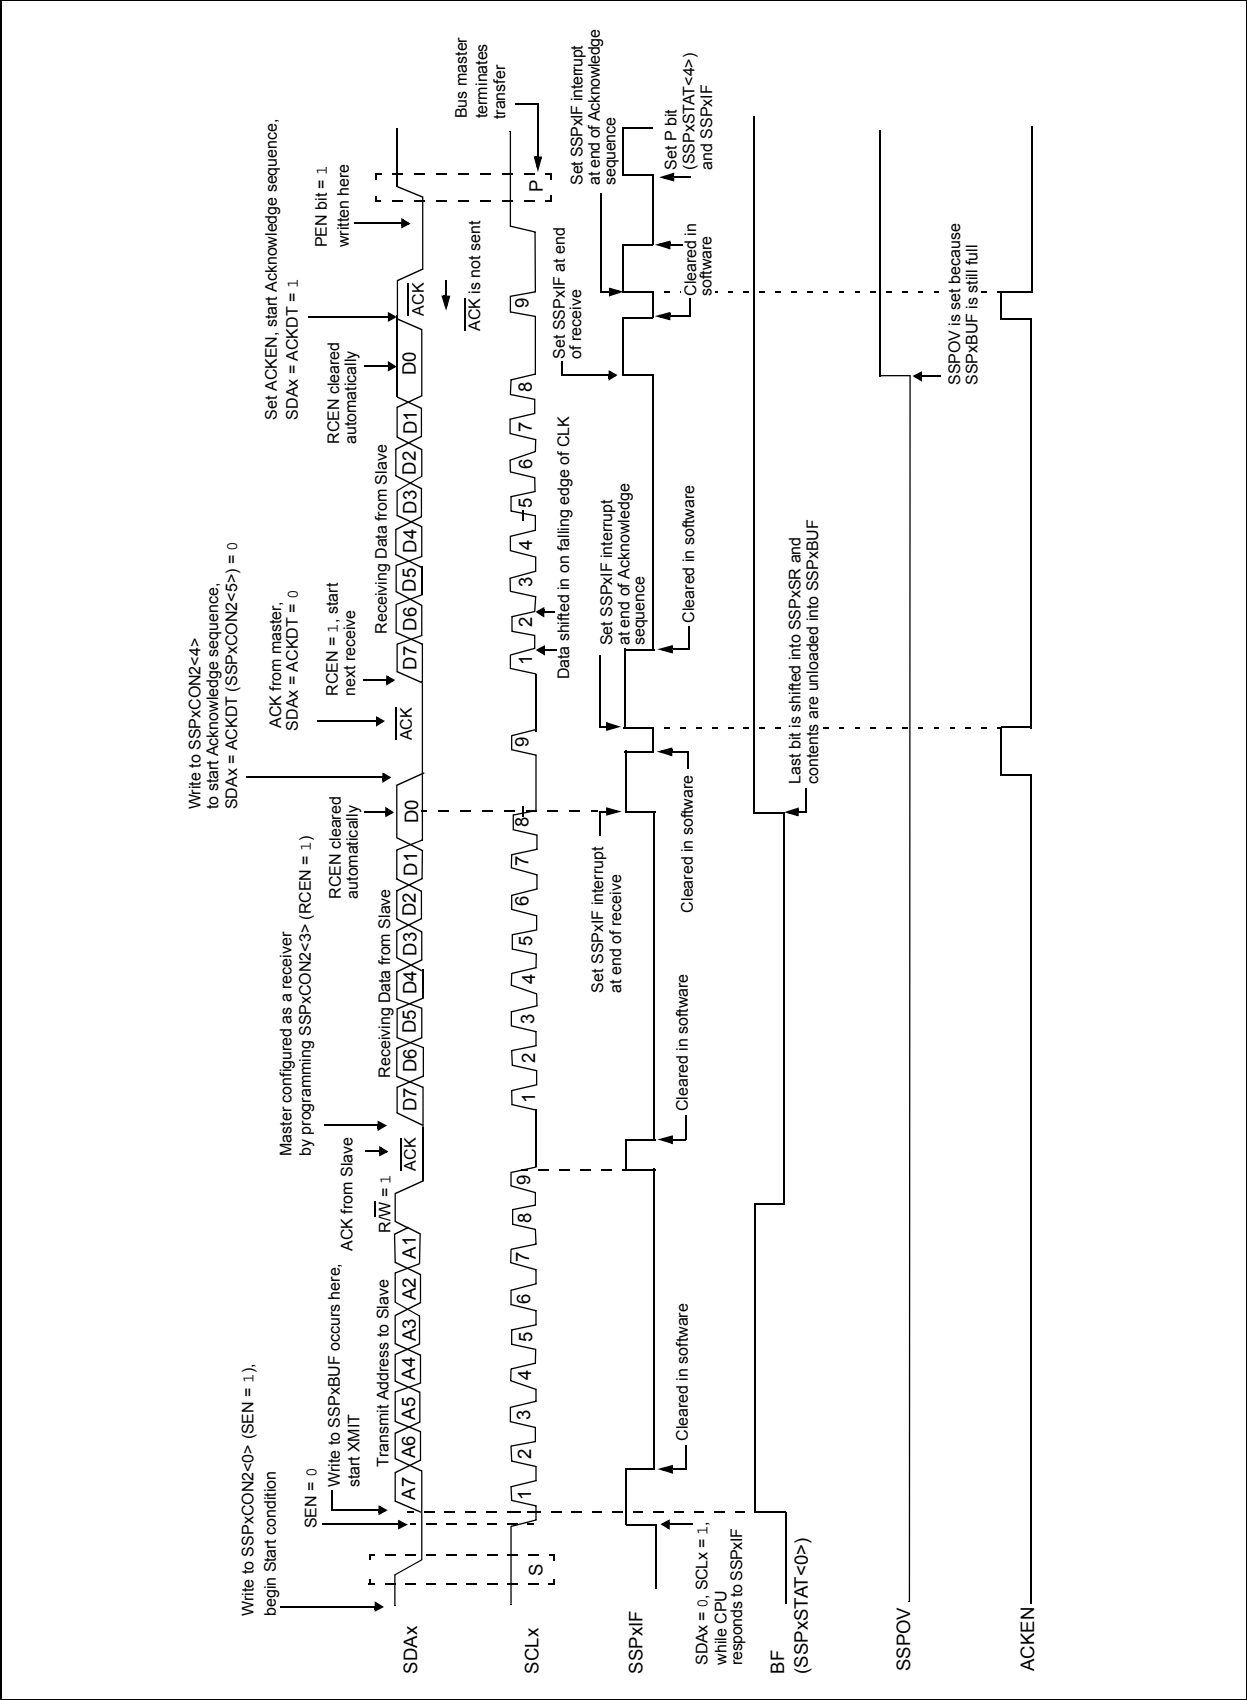 Write to SSPxCON2<0> (SEN = 1),
begin Start condition
SEN = 0
Write to SSPxBUF occurs here,
start XMIT
Transmit Address to Slave
R/W = 1
ACK from Slave
Master configured as a receiver
by programming SSPxCON2<3> (RCEN = 1)
Receiving Data from Slave
RCEN cleared
automatically
Write to SSPxCON2<4>
to start Acknowledge sequence,
SDAx = ACKDT (SSPxCON2<5>) = 0
ACK from master,
SDAx = ACKDT = 0
RCEN = 1, start
next receive
Receiving Data from Slave
RCEN cleared
automatically
Set ACKEN, start Acknowledge sequence,
SDAx = ACKDT = 1
PEN bit = 1
written here
SDAx
A7 A6 A5 A4 A3 A2 A1 ACK D7 D6 D5 D4 D3 D2 D1 D0 ACK D7 D6 D5 D4 D3 D2 D1 D0 ACK
ACK is not sent
Bus master
terminates
transfer
SCLx
S 1 2 3 4 5 6 7 8 9 1 2 3 4 5 6 7 8 9 1 2 3 4 5 6 7 8 9 P
Data shifted in on falling edge of CLK
Set SSPxIF interrupt
at end of receive
Set SSPxIF interrupt
at end of Acknowledge
sequence
Set SSPxIF at end
of receive
Set SSPxIF interrupt
at end of Acknowledge
sequence
SSPxIF
SDAx = 0, SCLx = 1,
while CPU
responds to SSPxIF
Cleared in software
Cleared in software
Cleared in software
Cleared in software
Cleared in
software
Set P bit
(SSPxSTAT<4>)
and SSPxIF
BF
(SSPxSTAT<0>)
Last bit is shifted into SSPxSR and
contents are unloaded into SSPxBUF
SSPOV
SSPOV is set because
SSPxBUF is still full
ACKEN